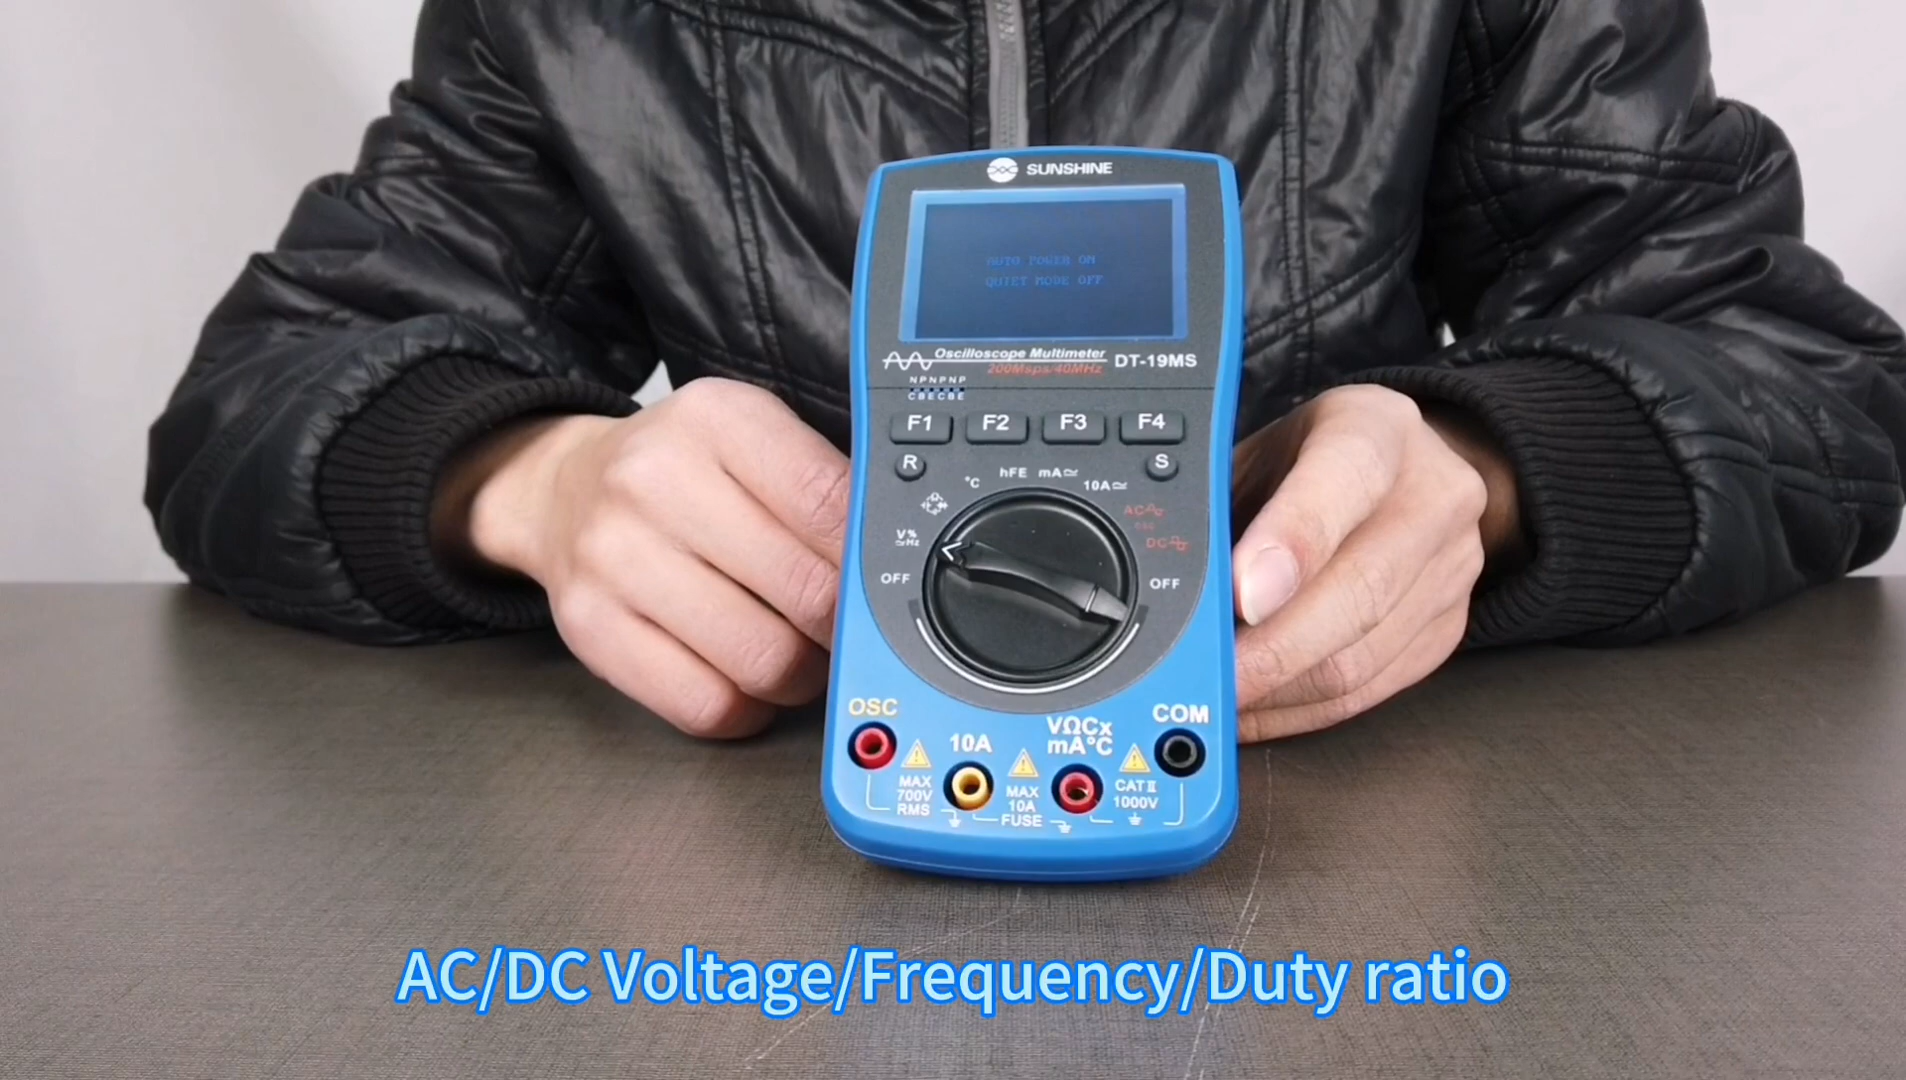 SUNSHINE
AUTO POWER ON
QUIET MODE OFF
Oscilloscope Multimeter
200Msps/40MHz
DT-19MS
NPNPNP
CBECBE
F1 F2 F3 F4
R S
°C hFE mA 10A
V% Hz
AC
DC
OFF OFF
OSC 10A VΩCx mA°C COM
MAX 700V RMS
MAX 10A FUSE
CAT II 1000V
AC/DC Voltage/Frequency/Duty ratio